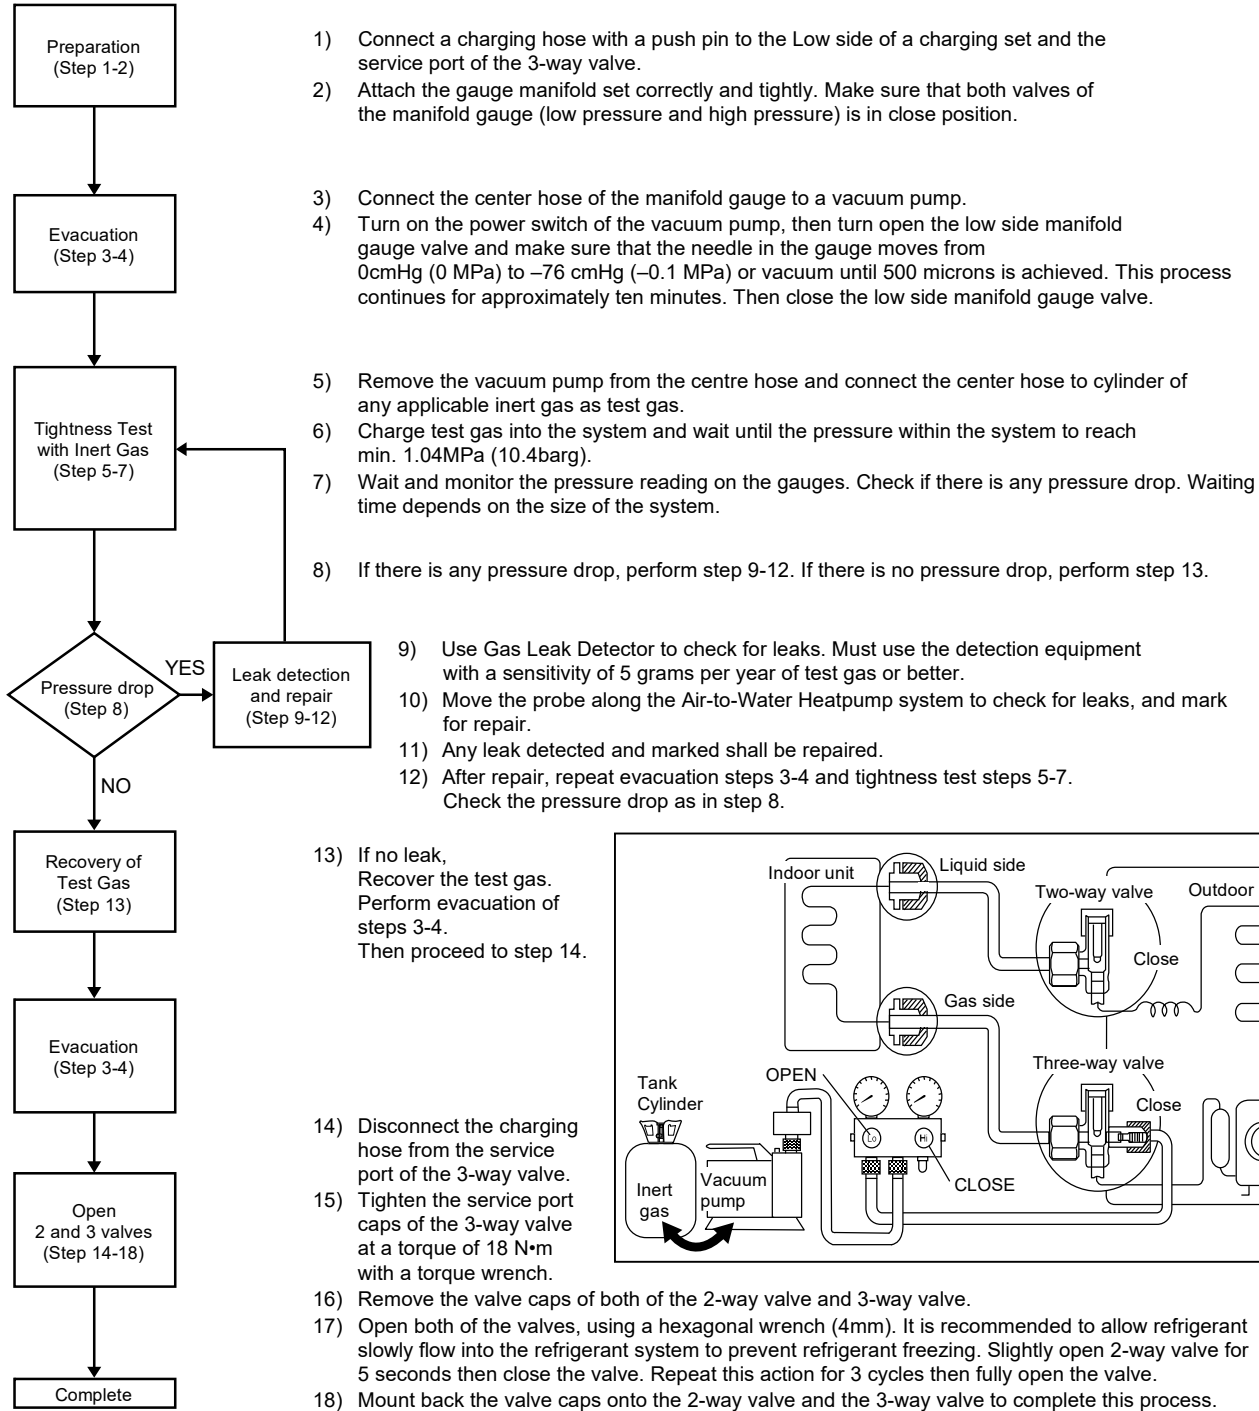 Preparation
(Step 1-2)
1) Connect a charging hose with a push pin to the Low side of a charging set and the
service port of the 3-way valve.
2) Attach the gauge manifold set correctly and tightly. Make sure that both valves of
the manifold gauge (low pressure and high pressure) is in close position.
Evacuation
(Step 3-4)
3) Connect the center hose of the manifold gauge to a vacuum pump.
4) Turn on the power switch of the vacuum pump, then turn open the low side manifold
gauge valve and make sure that the needle in the gauge moves from
0cmHg (0 MPa) to –76 cmHg (–0.1 MPa) or vacuum until 500 microns is achieved. This process
continues for approximately ten minutes. Then close the low side manifold gauge valve.
Tightness Test
with Inert Gas
(Step 5-7)
5) Remove the vacuum pump from the centre hose and connect the center hose to cylinder of
any applicable inert gas as test gas.
6) Charge test gas into the system and wait until the pressure within the system to reach
min. 1.04MPa (10.4barg).
7) Wait and monitor the pressure reading on the gauges. Check if there is any pressure drop. Waiting
time depends on the size of the system.
8) If there is any pressure drop, perform step 9-12. If there is no pressure drop, perform step 13.
Pressure drop
(Step 8)
YES
NO
Leak detection
and repair
(Step 9-12)
9) Use Gas Leak Detector to check for leaks. Must use the detection equipment
with a sensitivity of 5 grams per year of test gas or better.
10) Move the probe along the Air-to-Water Heatpump system to check for leaks, and mark
for repair.
11) Any leak detected and marked shall be repaired.
12) After repair, repeat evacuation steps 3-4 and tightness test steps 5-7.
Check the pressure drop as in step 8.
Recovery of
Test Gas
(Step 13)
13) If no leak,
Recover the test gas.
Perform evacuation of
steps 3-4.
Then proceed to step 14.
Evacuation
(Step 3-4)
Open
2 and 3 valves
(Step 14-18)
14) Disconnect the charging
hose from the service
port of the 3-way valve.
15) Tighten the service port
caps of the 3-way valve
at a torque of 18 N•m
with a torque wrench.
Indoor unit
Liquid side
Two-way valve
Outdoor
Close
Gas side
Three-way valve
Close
OPEN
Tank
Cylinder
Lo
Hi
CLOSE
Inert
gas
Vacuum
pump
16) Remove the valve caps of both of the 2-way valve and 3-way valve.
17) Open both of the valves, using a hexagonal wrench (4mm). It is recommended to allow refrigerant
slowly flow into the refrigerant system to prevent refrigerant freezing. Slightly open 2-way valve for
5 seconds then close the valve. Repeat this action for 3 cycles then fully open the valve.
18) Mount back the valve caps onto the 2-way valve and the 3-way valve to complete this process.
Complete